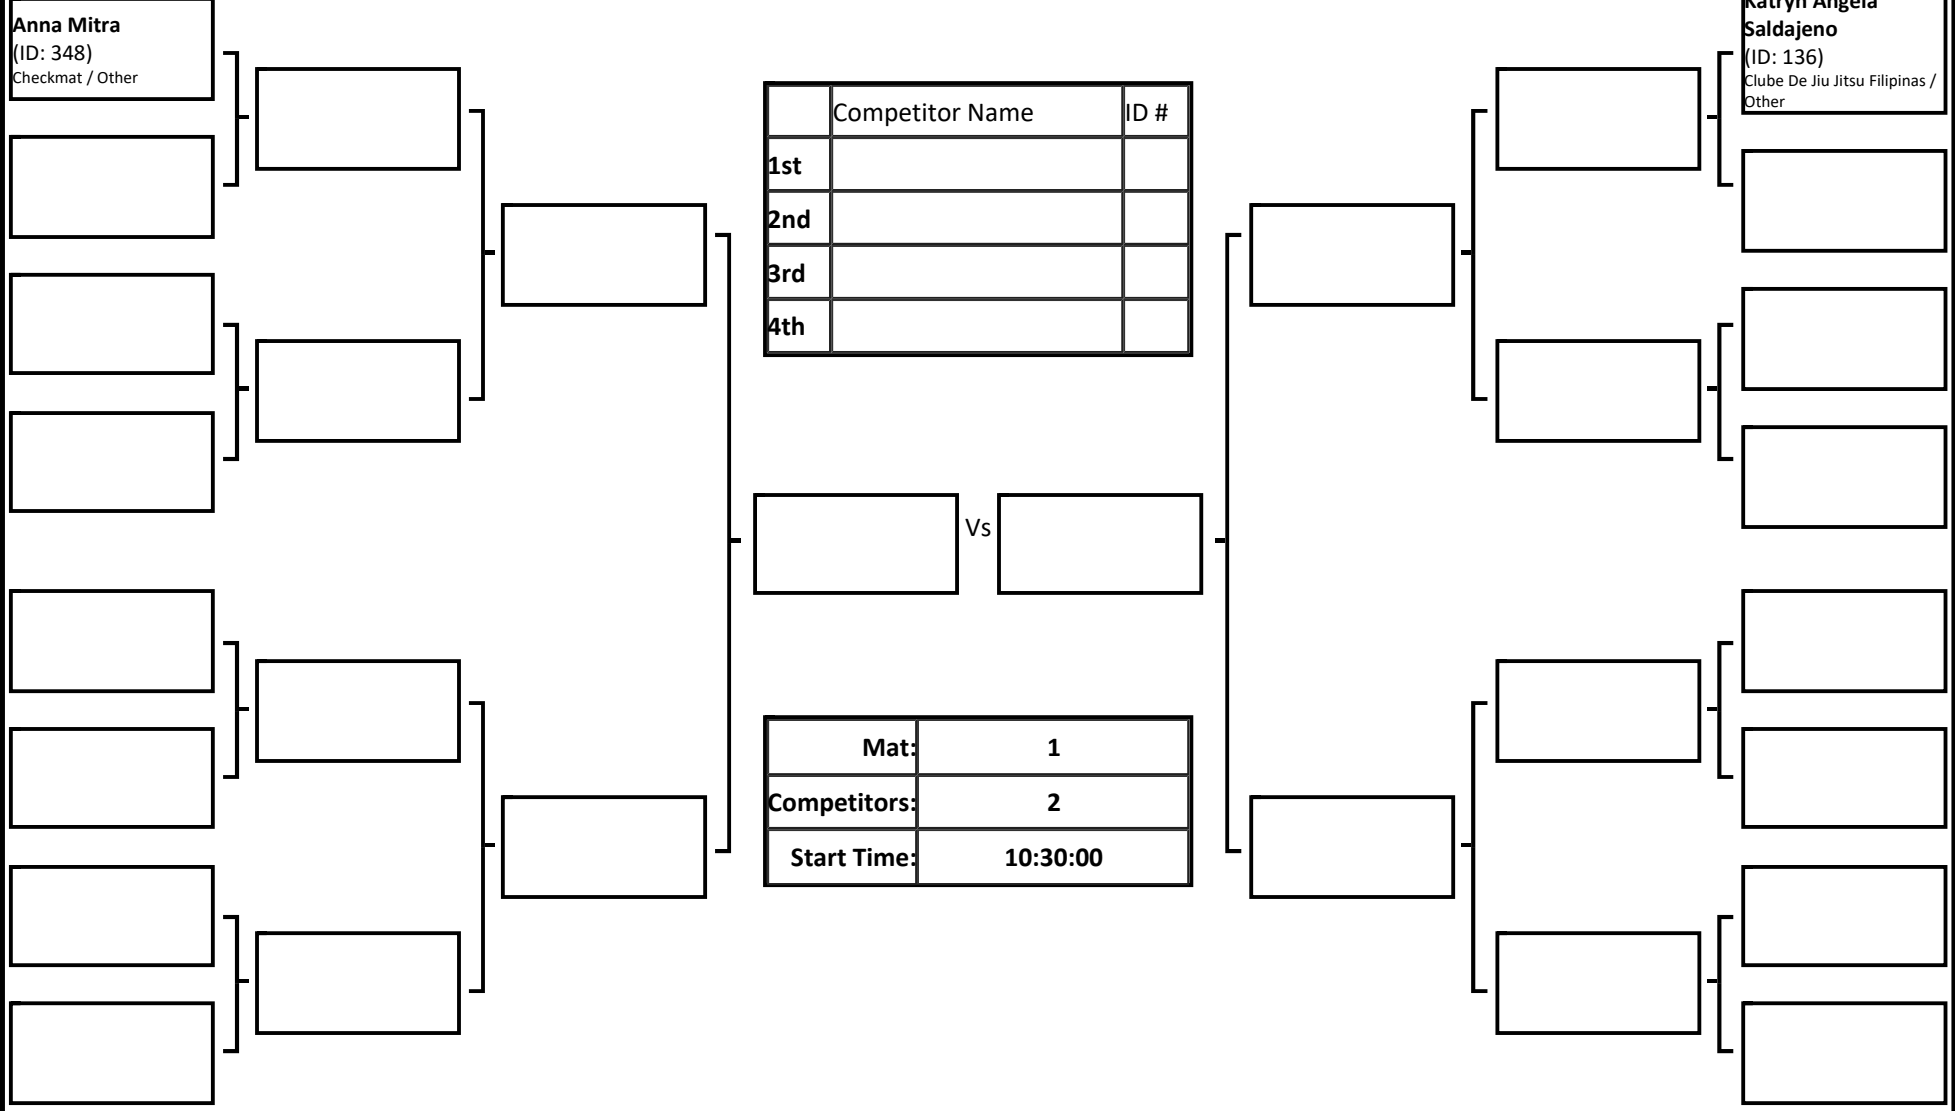 Anna Mitra
(ID: 348)
Checkmat / Other
Katryn Angela
Saldajeno
(ID: 136)
Clube De Jiu Jitsu Filipinas /
Other
Competitor Name ID #
1st
2nd
3rd
4th
Vs
Mat: 1
Competitors: 2
Start Time: 10:30:00